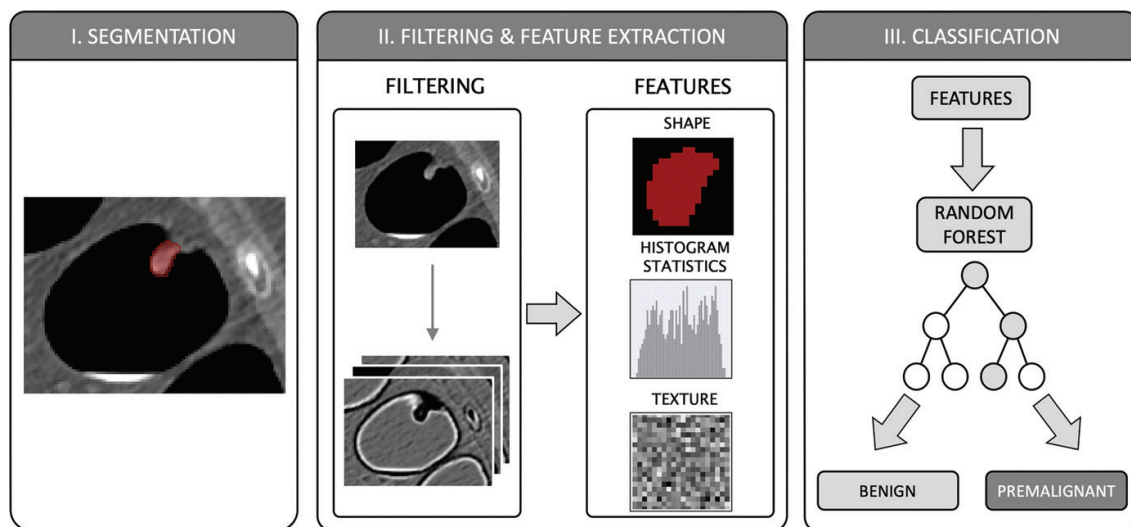 I. SEGMENTATION
II. FILTERING & FEATURE EXTRACTION
FILTERING
FEATURES
SHAPE
HISTOGRAM
STATISTICS
TEXTURE
III. CLASSIFICATION
FEATURES
RANDOM
FOREST
BENIGN
PREMALIGNANT